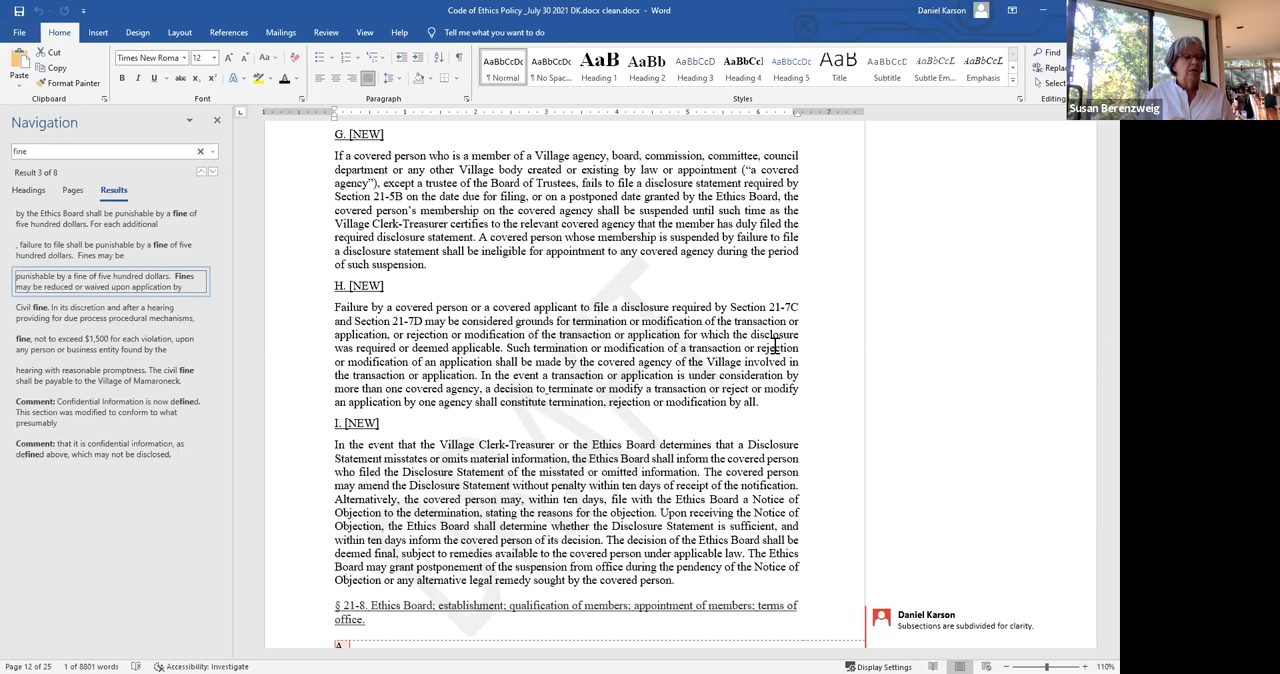 Code of Ethics Policy _July 30 2021 DK.docx clean.docx - Word
Daniel Karson
File Home Insert Design Layout References Mailings Review View Help Tell me what you want to do
Paste
Cut
Copy
Format Painter
Clipboard
Times New Roma 12
Font
Paragraph
AaBbCcDc AaBbCcDc AaBb AaBb AaBbCcD AaBbCc AaBbCcDc AaB AaBbCcD AaBbCcL AaBbCcL
¶ Normal ¶ No Spac... Heading 1 Heading 2 Heading 3 Heading 4 Heading 5 Title Subtitle Subtle Em... Emphasis
Styles
Find
Replac
Select
Editing
Susan Berenzweig
Navigation
fine
Result 3 of 8
Headings Pages Results
by the Ethics Board shall be punishable by a fine of
five hundred dollars. For each additional
, failure to file shall be punishable by a fine of five
hundred dollars. Fines may be
punishable by a fine of five hundred dollars. Fines
may be reduced or waived upon application by
Civil fine. In its discretion and after a hearing
providing for due process procedural mechanisms,
fine, not to exceed $1,500 for each violation, upon
any person or business entity found by the
hearing with reasonable promptness. The civil fine
shall be payable to the Village of Mamaroneck.
Comment: Confidential Information is now defined.
This section was modified to conform to what
presumably
Comment: that it is confidential information, as
defined above, which may not be disclosed.
G. [NEW]
If a covered person who is a member of a Village agency, board, commission, committee, council
department or any other Village body created or existing by law or appointment (“a covered
agency”), except a trustee of the Board of Trustees, fails to file a disclosure statement required by
Section 21-5B on the date due for filing, or on a postponed date granted by the Ethics Board, the
covered person’s membership on the covered agency shall be suspended until such time as the
Village Clerk-Treasurer certifies to the relevant covered agency that the member has duly filed the
required disclosure statement. A covered person whose membership is suspended by failure to file
a disclosure statement shall be ineligible for appointment to any covered agency during the period
of such suspension.
H. [NEW]
Failure by a covered person or a covered applicant to file a disclosure required by Section 21-7C
and Section 21-7D may be considered grounds for termination or modification of the transaction or
application, or rejection or modification of the transaction or application for which the disclosure
was required or deemed applicable. Such termination or modification of a transaction or rejection
or modification of an application shall be made by the covered agency of the Village involved in
the transaction or application. In the event a transaction or application is under consideration by
more than one covered agency, a decision to terminate or modify a transaction or reject or modify
an application by one agency shall constitute termination, rejection or modification by all.
I. [NEW]
In the event that the Village Clerk-Treasurer or the Ethics Board determines that a Disclosure
Statement misstates or omits material information, the Ethics Board shall inform the covered person
who filed the Disclosure Statement of the misstated or omitted information. The covered person
may amend the Disclosure Statement without penalty within ten days of receipt of the notification.
Alternatively, the covered person may, within ten days, file with the Ethics Board a Notice of
Objection to the determination, stating the reasons for the objection. Upon receiving the Notice of
Objection, the Ethics Board shall determine whether the Disclosure Statement is sufficient, and
within ten days inform the covered person of its decision. The decision of the Ethics Board shall be
deemed final, subject to remedies available to the covered person under applicable law. The Ethics
Board may grant postponement of the suspension from office during the pendency of the Notice of
Objection or any alternative legal remedy sought by the covered person.
§ 21-8. Ethics Board; establishment; qualification of members; appointment of members; terms of
office.
A
Daniel Karson
Subsections are subdivided for clarity.
DRAFT
Page 12 of 25 1 of 8801 words Accessibility: Investigate
Display Settings 110%